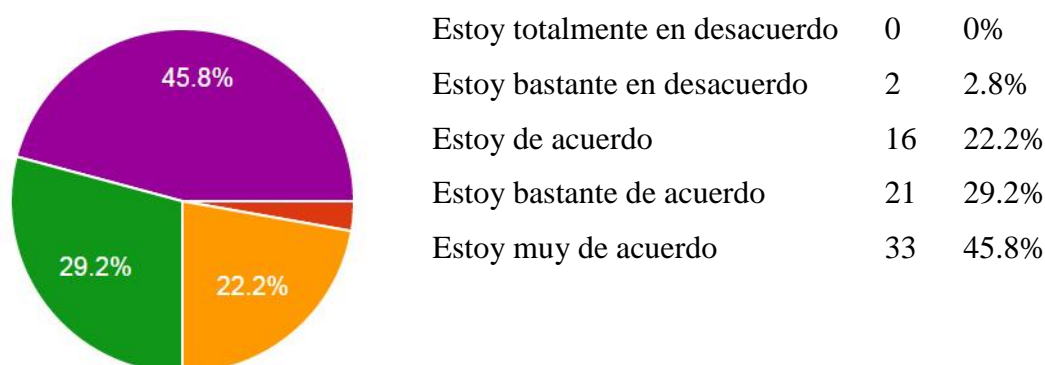 45.8%
29.2%
22.2%
Estoy totalmente en desacuerdo 0 0%
Estoy bastante en desacuerdo 2 2.8%
Estoy de acuerdo 16 22.2%
Estoy bastante de acuerdo 21 29.2%
Estoy muy de acuerdo 33 45.8%